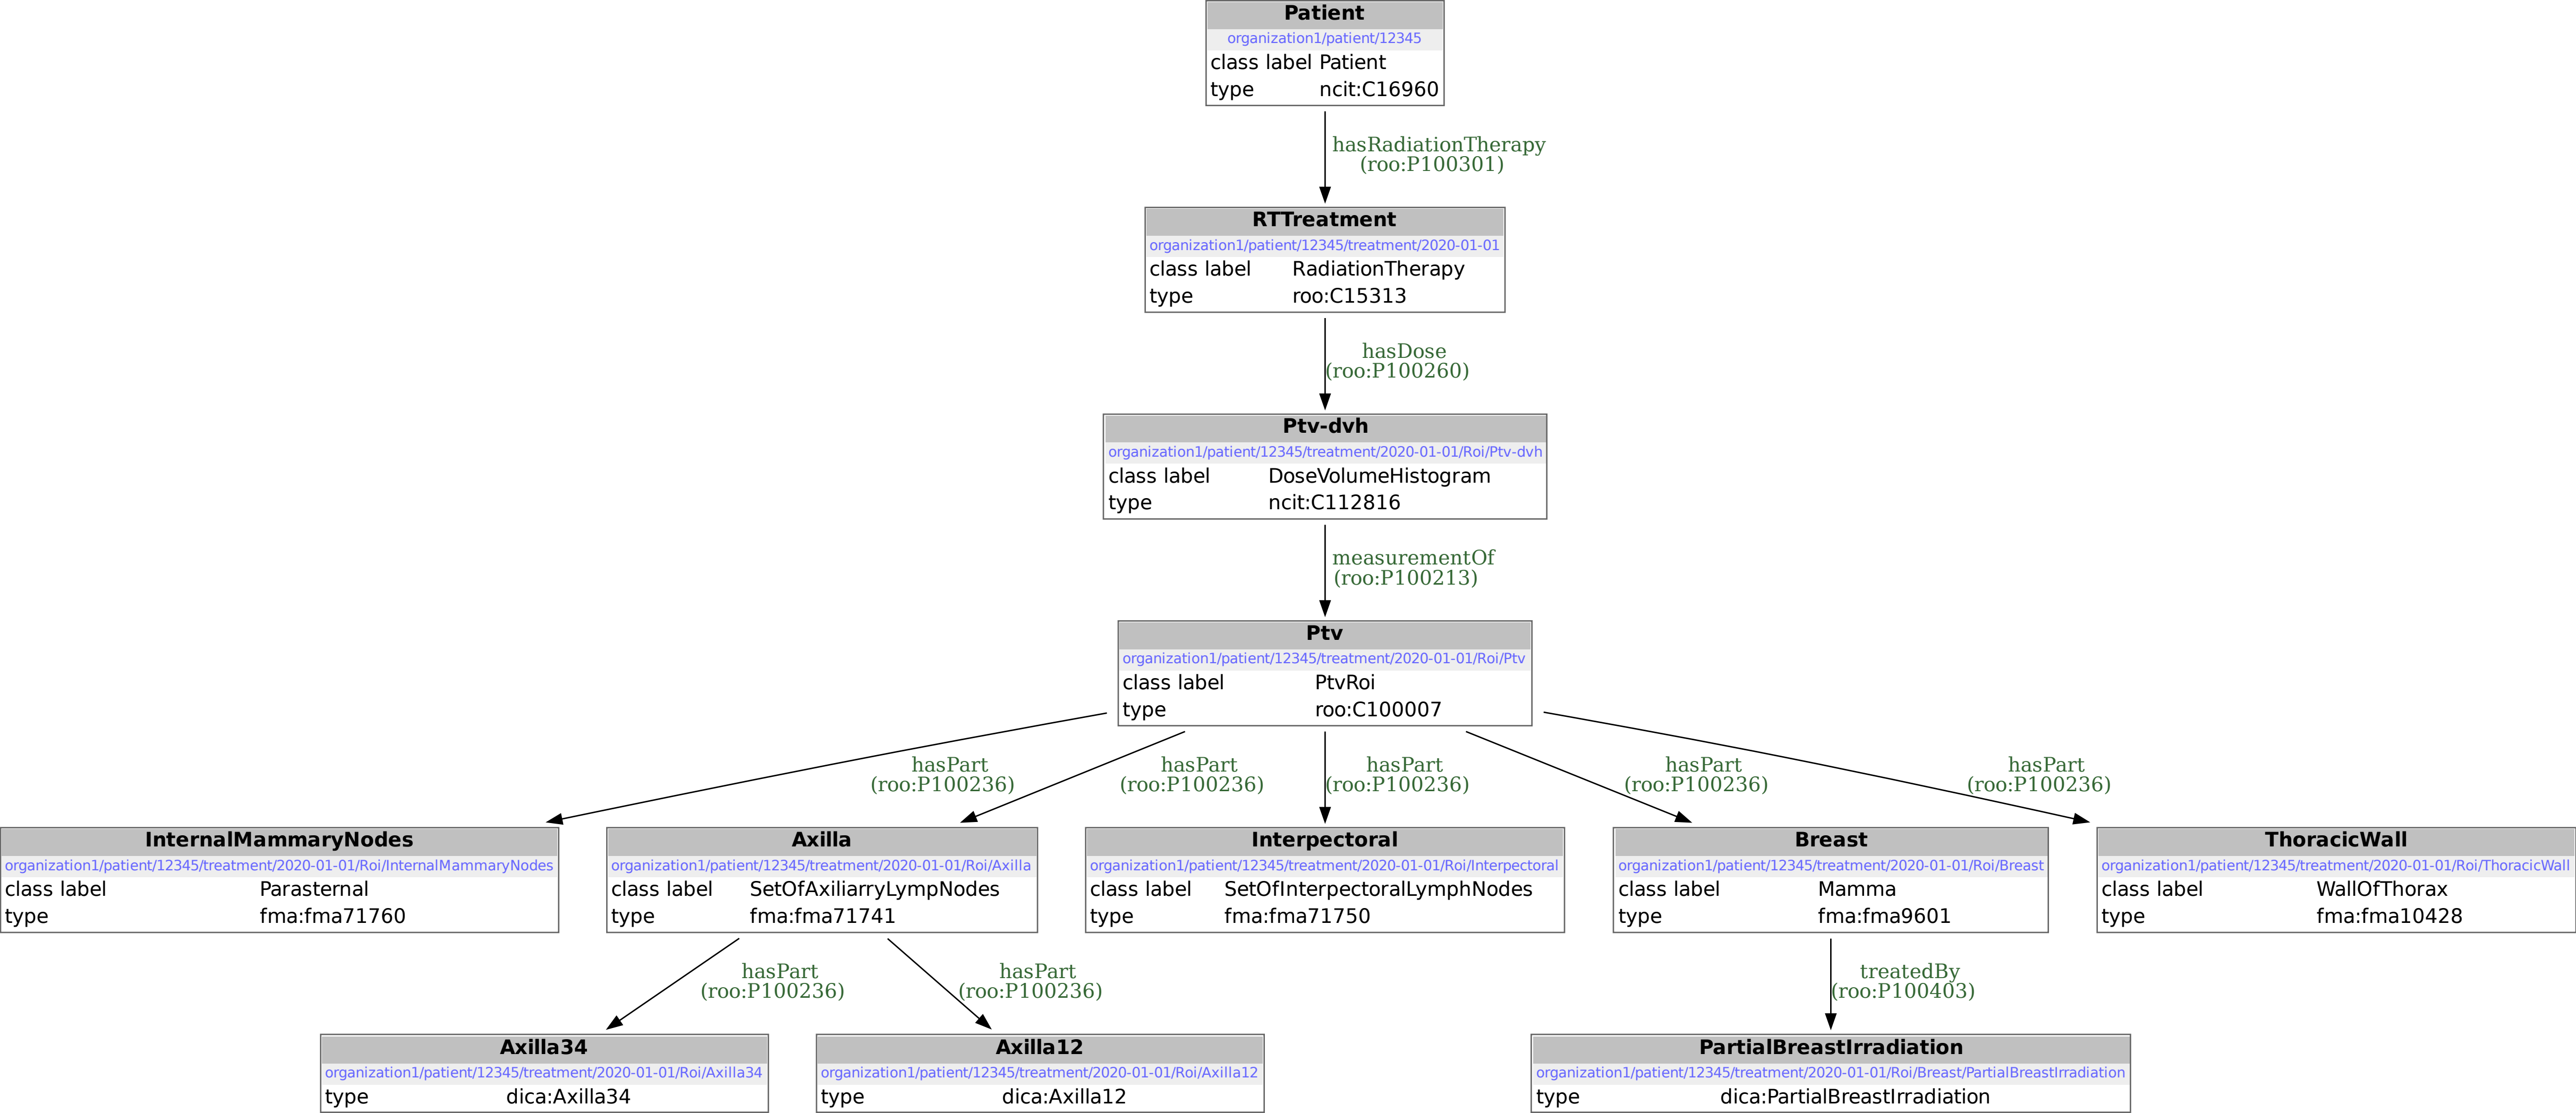 Patient
organization1/patient/12345
class label Patient
type ncit:C16960
hasRadiationTherapy
(roo:P100301)
RTTreatment
organization1/patient/12345/treatment/2020-01-01
class label RadiationTherapy
type roo:C15313
hasDose
(roo:P100260)
Ptv-dvh
organization1/patient/12345/treatment/2020-01-01/Roi/Ptv-dvh
class label DoseVolumeHistogram
type ncit:C112816
measurementOf
(roo:P100213)
Ptv
organization1/patient/12345/treatment/2020-01-01/Roi/Ptv
class label PtvRoi
type roo:C100007
hasPart
(roo:P100236)
hasPart
(roo:P100236)
hasPart
(roo:P100236)
hasPart
(roo:P100236)
hasPart
(roo:P100236)
InternalMammaryNodes
organization1/patient/12345/treatment/2020-01-01/Roi/InternalMammaryNodes
class label Parasternal
type fma:fma71760
Axilla
organization1/patient/12345/treatment/2020-01-01/Roi/Axilla
class label SetOfAxiliarryLympNodes
type fma:fma71741
Interpectoral
organization1/patient/12345/treatment/2020-01-01/Roi/Interpectoral
class label SetOfInterpectoralLymphNodes
type fma:fma71750
Breast
organization1/patient/12345/treatment/2020-01-01/Roi/Breast
class label Mamma
type fma:fma9601
ThoracicWall
organization1/patient/12345/treatment/2020-01-01/Roi/ThoracicWall
class label WallOfThorax
type fma:fma10428
hasPart
(roo:P100236)
hasPart
(roo:P100236)
treatedBy
(roo:P100403)
Axilla34
organization1/patient/12345/treatment/2020-01-01/Roi/Axilla34
type dica:Axilla34
Axilla12
organization1/patient/12345/treatment/2020-01-01/Roi/Axilla12
type dica:Axilla12
PartialBreastIrradiation
organization1/patient/12345/treatment/2020-01-01/Roi/Breast/PartialBreastIrradiation
type dica:PartialBreastIrradiation